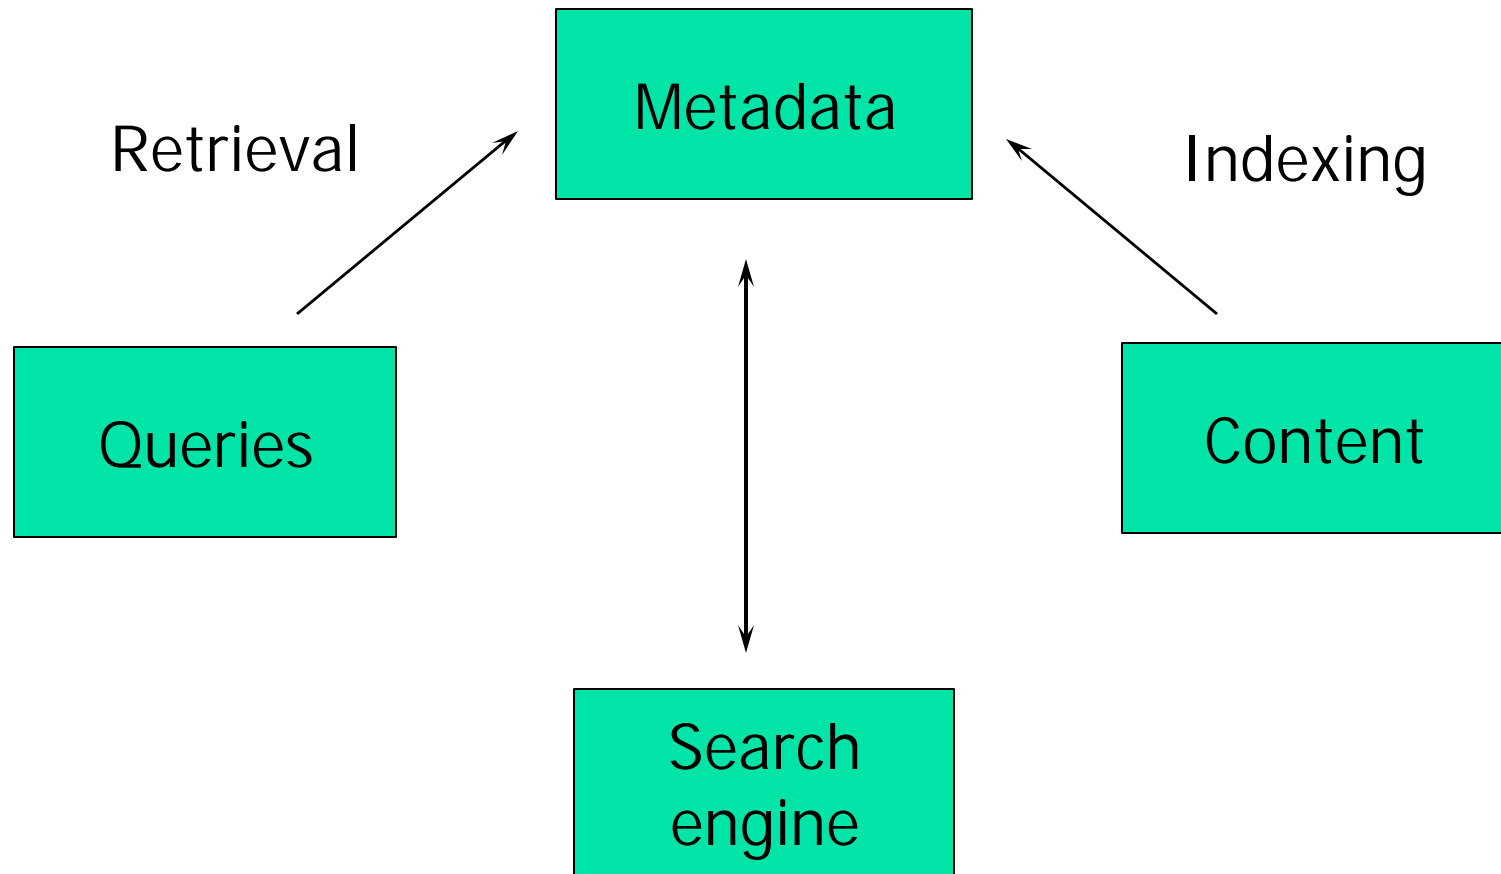 Metadata
Retrieval
Indexing
Queries
Content
Search
engine